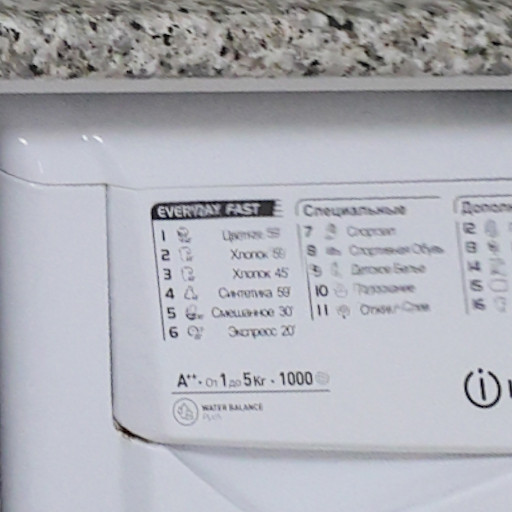 EVERYDAY FAST
1 Цветное 59'
2 Хлопок 59'
3 Хлопок 45'
4 Синтетика 59'
5 Смешанное 30'
6 Экспресс 20'
A++ · От 1 до 5 Кг · 1000
WATER BALANCE
PLUS
Специальные
7
8 Спортивная Обувь
9 Детское Белье
10 Полоскание
11 Отжим/Слив
12
13
14
15
16